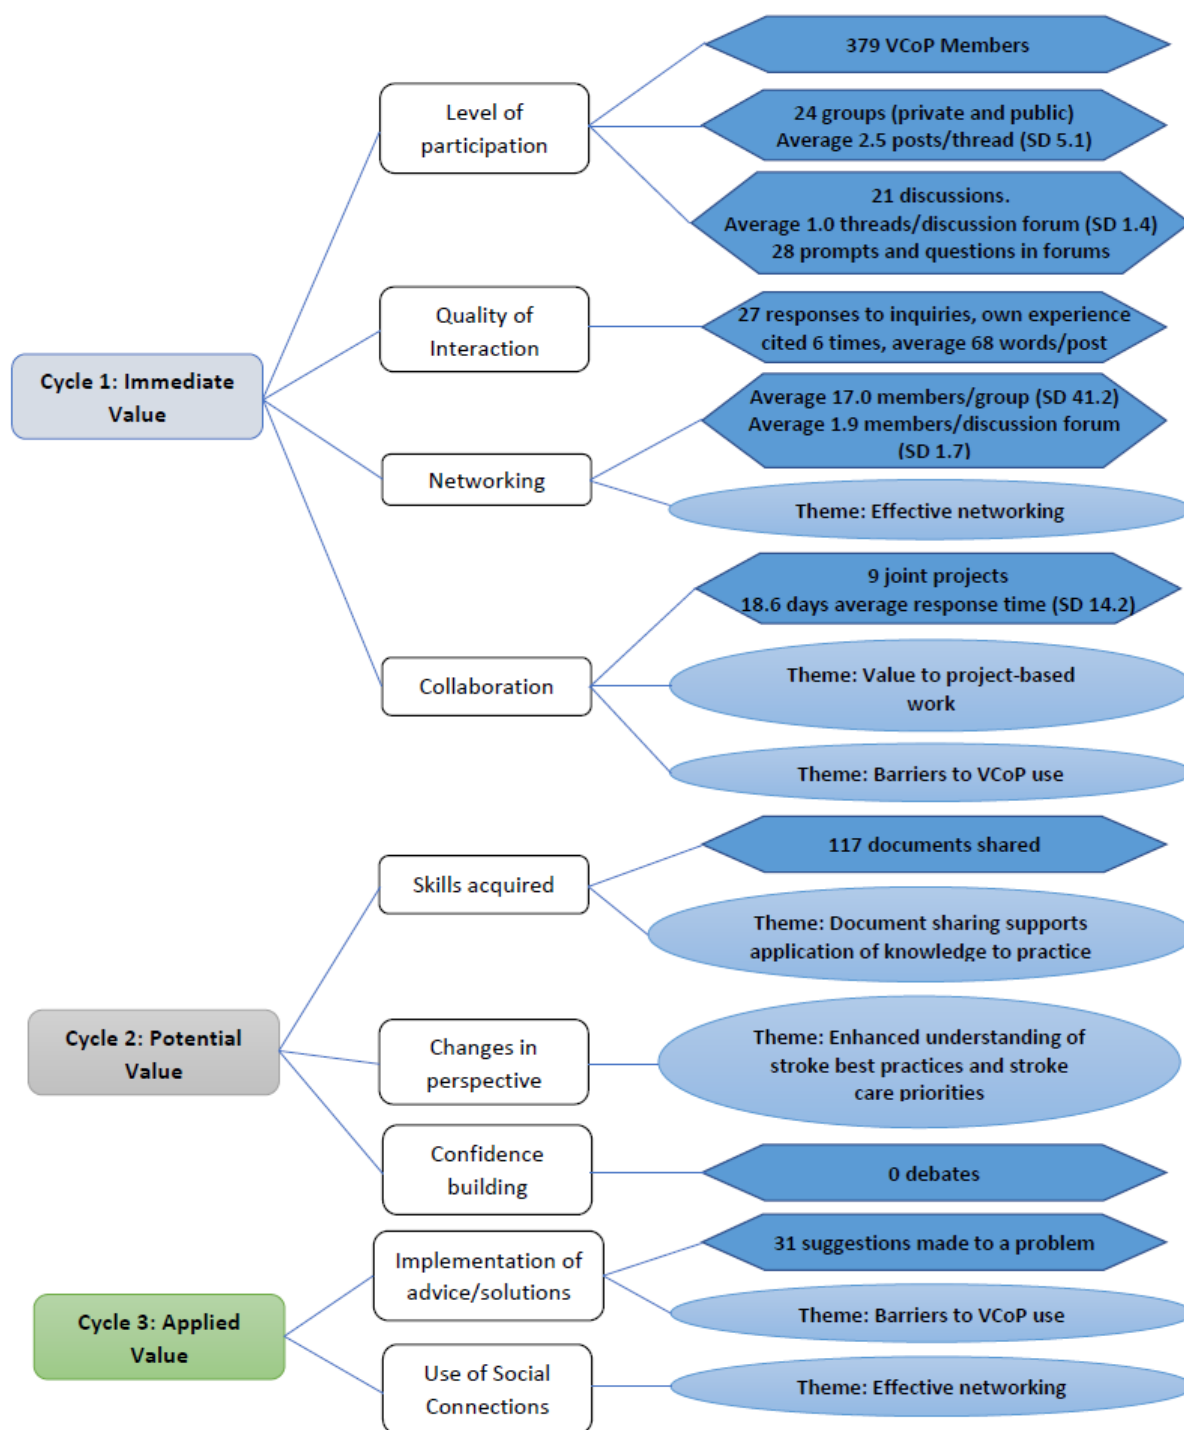 379 VCoP Members
Level of
participation
24 groups (private and public)
Average 2.5 posts/thread (SD 5.1)
21 discussions.
Average 1.0 threads/discussion forum (SD 1.4)
28 prompts and questions in forums
Quality of
Interaction
27 responses to inquiries, own experience
cited 6 times, average 68 words/post
Cycle 1: Immediate
Value
Average 17.0 members/group (SD 41.2)
Average 1.9 members/discussion forum
(SD 1.7)
Networking
Theme: Effective networking
9 joint projects
18.6 days average response time (SD 14.2)
Collaboration
Theme: Value to project-based
work
Theme: Barriers to VCoP use
117 documents shared
Skills acquired
Theme: Document sharing supports
application of knowledge to practice
Cycle 2: Potential
Value
Changes in
perspective
Theme: Enhanced understanding of
stroke best practices and stroke
care priorities
Confidence
building
0 debates
Implementation of
advice/solutions
31 suggestions made to a problem
Theme: Barriers to VCoP use
Cycle 3: Applied
Value
Use of Social
Connections
Theme: Effective networking